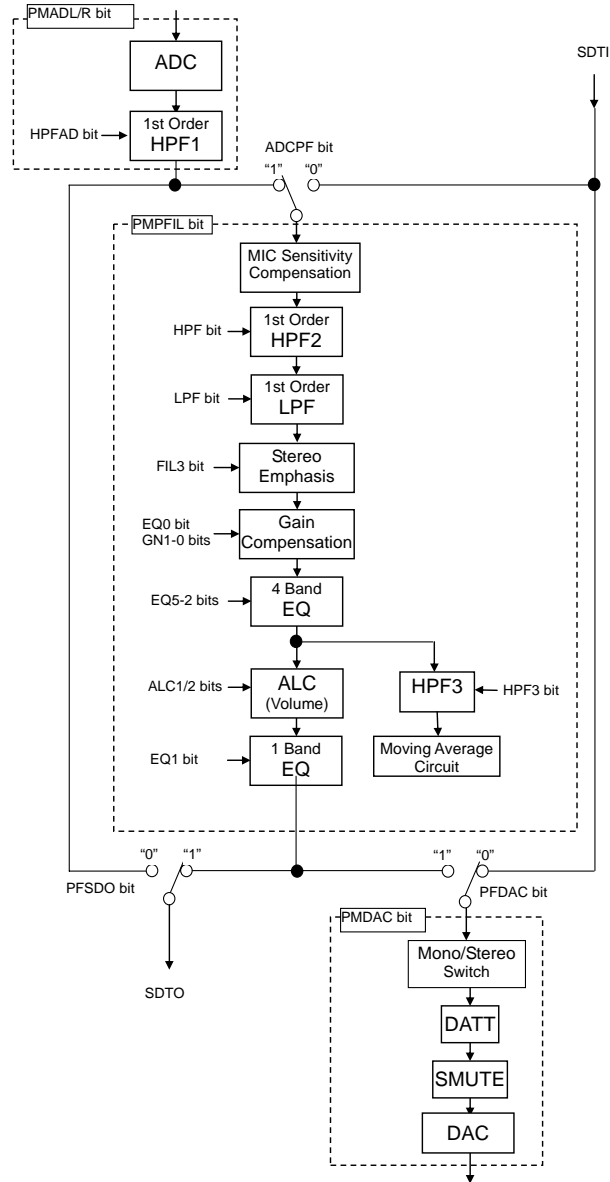 PMADL/R bit
ADC
SDTI
HPFAD bit
1st Order
HPF1
ADCPF bit
“1”
“0”
PMPFIL bit
MIC Sensitivity
Compensation
HPF bit
1st Order
HPF2
LPF bit
1st Order
LPF
FIL3 bit
Stereo
Emphasis
EQ0 bit
GN1-0 bits
Gain
Compensation
EQ5-2 bits
4 Band
EQ
ALC1/2 bits
ALC
(Volume)
HPF3
HPF3 bit
EQ1 bit
1 Band
EQ
Moving Average
Circuit
“0”
“1”
“1”
“0”
PFSDO bit
PFDAC bit
PMDAC bit
SDTO
Mono/Stereo
Switch
DATT
SMUTE
DAC